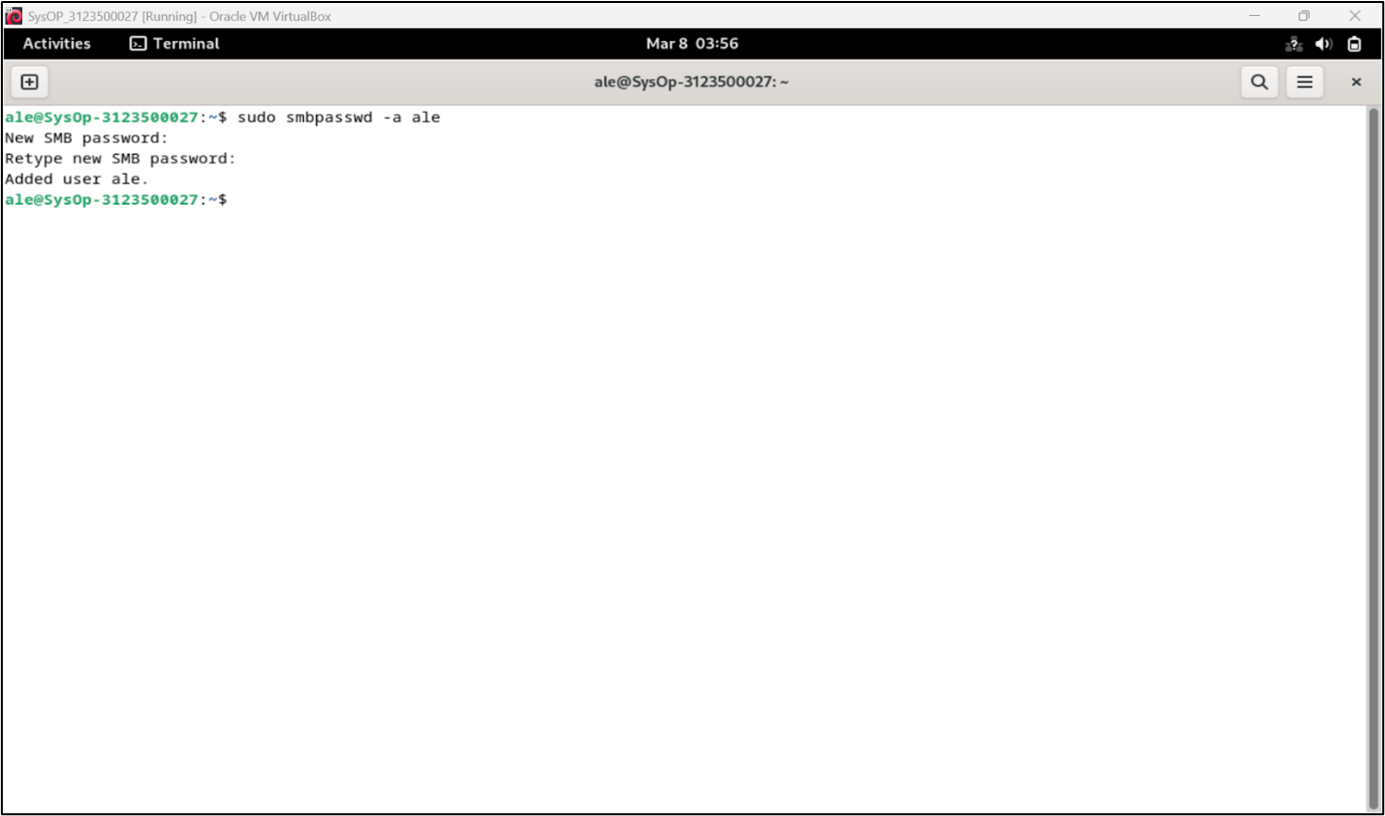 SysOP_3123500027 [Running] - Oracle VM VirtualBox
Activities Terminal Mar 8 03:56
ale@SysOp-3123500027: ~
ale@SysOp-3123500027:~$ sudo smbpasswd -a ale
New SMB password:
Retype new SMB password:
Added user ale.
ale@SysOp-3123500027:~$